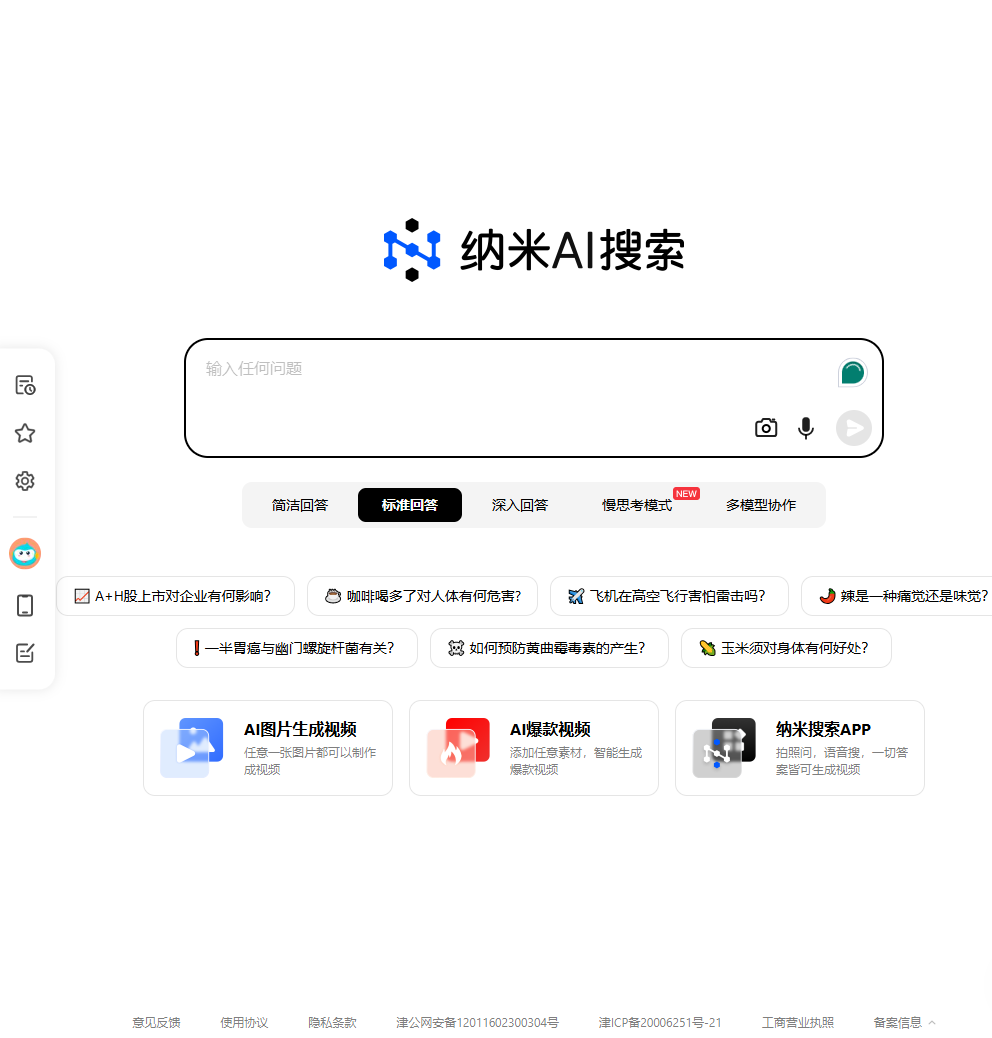 纳米AI搜索
输入任何问题
简洁回答
标准回答
深入回答
慢思考模式
NEW
多模型协作
A+H股上市对企业有何影响?
咖啡喝多了对人体有何危害?
飞机在高空飞行害怕雷击吗?
辣是一种痛觉还是味觉?
一半胃癌与幽门螺旋杆菌有关?
如何预防黄曲霉毒素的产生?
玉米须对身体有何好处?
AI图片生成视频
任意一张图片都可以制作
成视频
AI爆款视频
添加任意素材，智能生成
爆款视频
纳米搜索APP
拍照问，语音搜，一切答
案皆可生成视频
意见反馈
使用协议
隐私条款
津公网安备12011602300304号
津ICP备20006251号-21
工商营业执照
备案信息